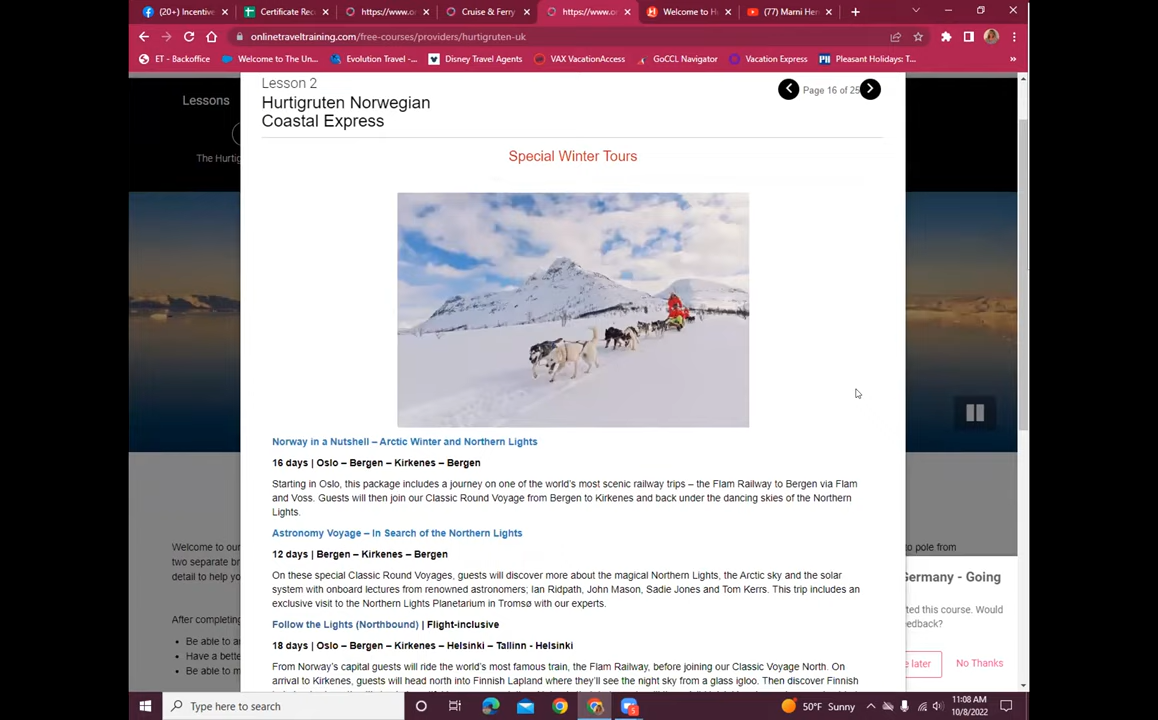 (20+) Incentiv
Certificate Rec
https://www.o
Cruise & Ferry
https://www.o
Welcome to H
(77) Marni Her
onlinetraveltraining.com/free-courses/providers/hurtigruten-uk
ET - Backoffice
Welcome to The Un...
Evolution Travel -...
Disney Travel Agents
VAX VacationAccess
GoCCL Navigator
Vacation Express
Pleasant Holidays: T...
»
Lessons
The Hurtig
Lesson 2
Hurtigruten Norwegian
Coastal Express
Page 16 of 25
Special Winter Tours
Norway in a Nutshell – Arctic Winter and Northern Lights
16 days | Oslo – Bergen – Kirkenes – Bergen
Starting in Oslo, this package includes a journey on one of the world's most scenic railway trips – the Flam Railway to Bergen via Flam
and Voss. Guests will then join our Classic Round Voyage from Bergen to Kirkenes and back under the dancing skies of the Northern
Lights.
Astronomy Voyage – In Search of the Northern Lights
12 days | Bergen – Kirkenes – Bergen
On these special Classic Round Voyages, guests will discover more about the magical Northern Lights, the Arctic sky and the solar
system with onboard lectures from renowned astronomers; Ian Ridpath, John Mason, Sadie Jones and Tom Kerrs. This trip includes an
exclusive visit to the Northern Lights Planetarium in Tromsø with our experts.
Follow the Lights (Northbound) | Flight-inclusive
18 days | Oslo – Bergen – Kirkenes – Helsinki – Tallinn - Helsinki
From Norway's capital guests will ride the world's most famous train, the Flam Railway, before joining our Classic Voyage North. On
arrival to Kirkenes, guests will head north into Finnish Lapland where they'll see the night sky from a glass igloo. Then discover Finnish
Welcome to our
two separate br
detail to help yo
After completing
Be able to a
Have a bette
Be able to m
o pole from
Germany - Going
ted this course. Would
feedback?
e later
No Thanks
Type here to search
50°F Sunny
11:08 AM
10/8/2022